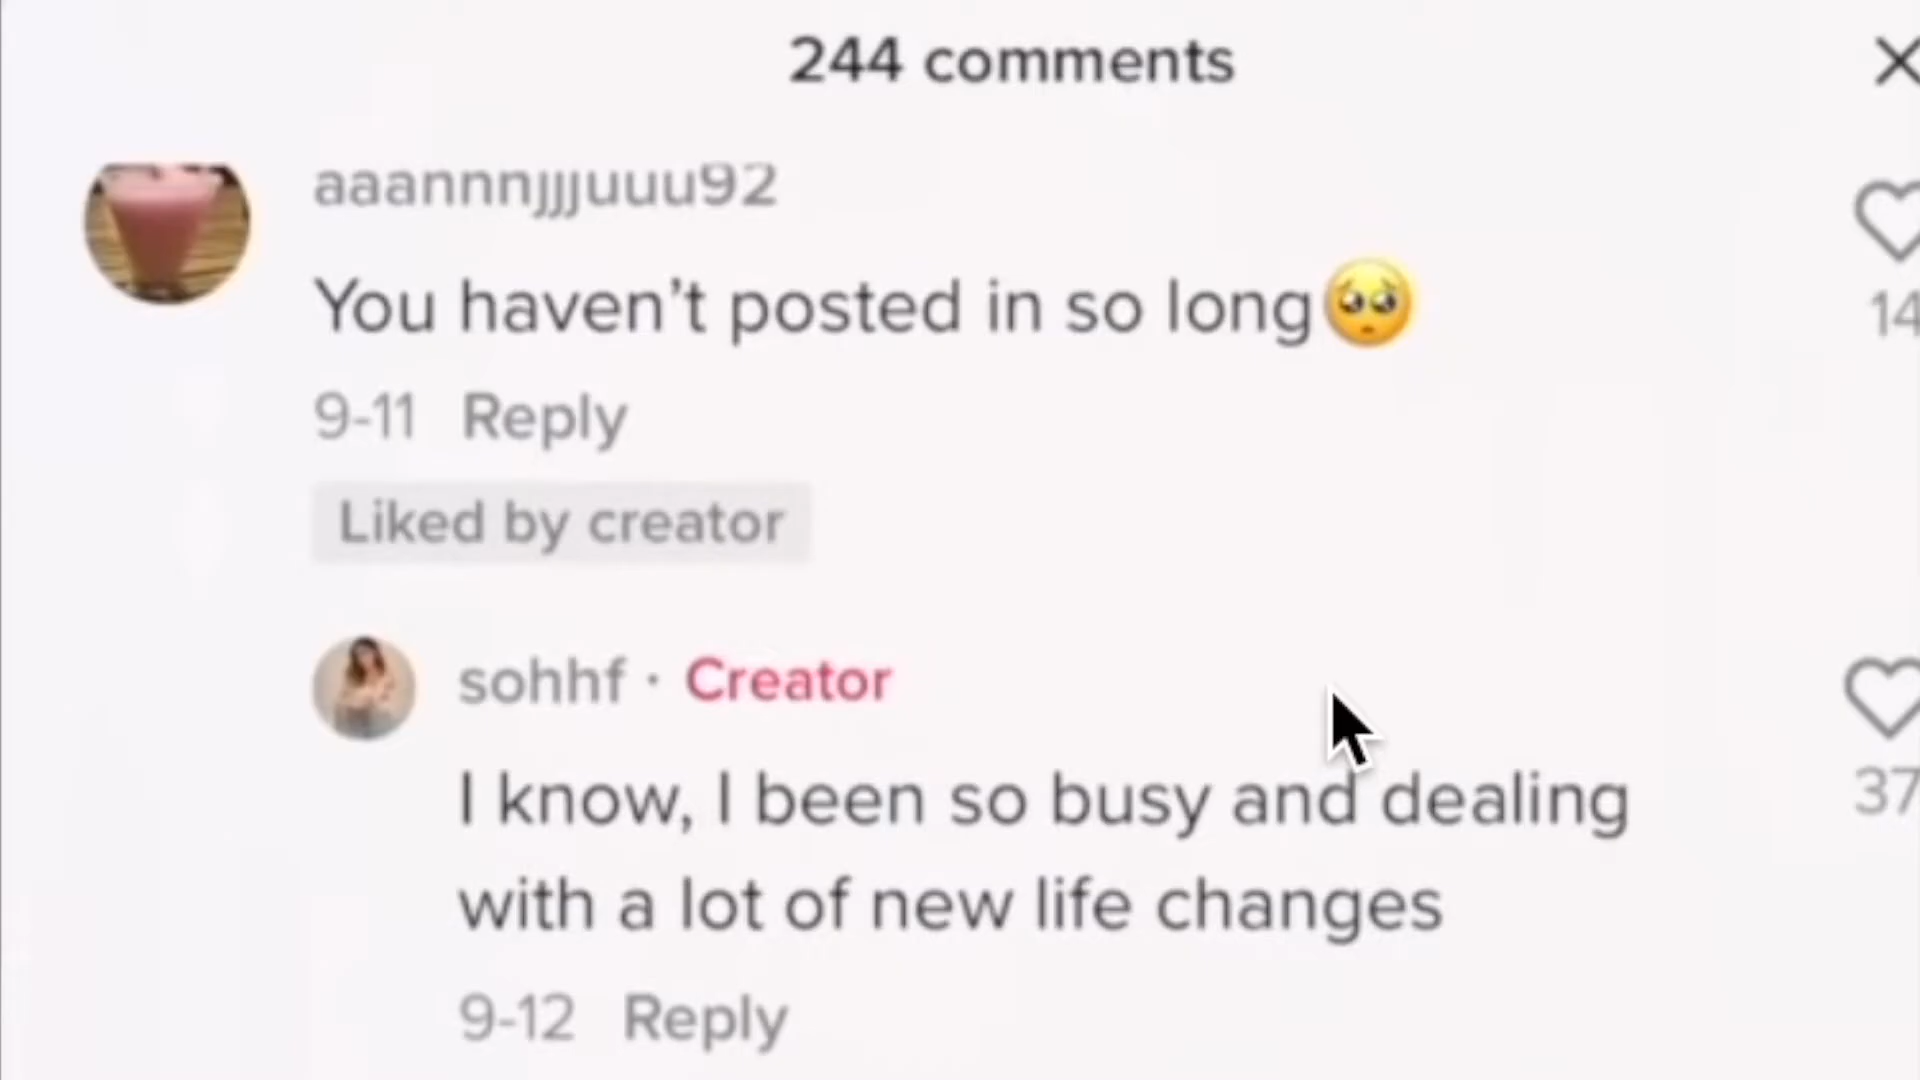 244 comments
aaannnjjjuuu92
You haven’t posted in so long🥺
14
9-11 Reply
Liked by creator
sohhf · Creator
I know, I been so busy and dealing
with a lot of new life changes
37
9-12 Reply